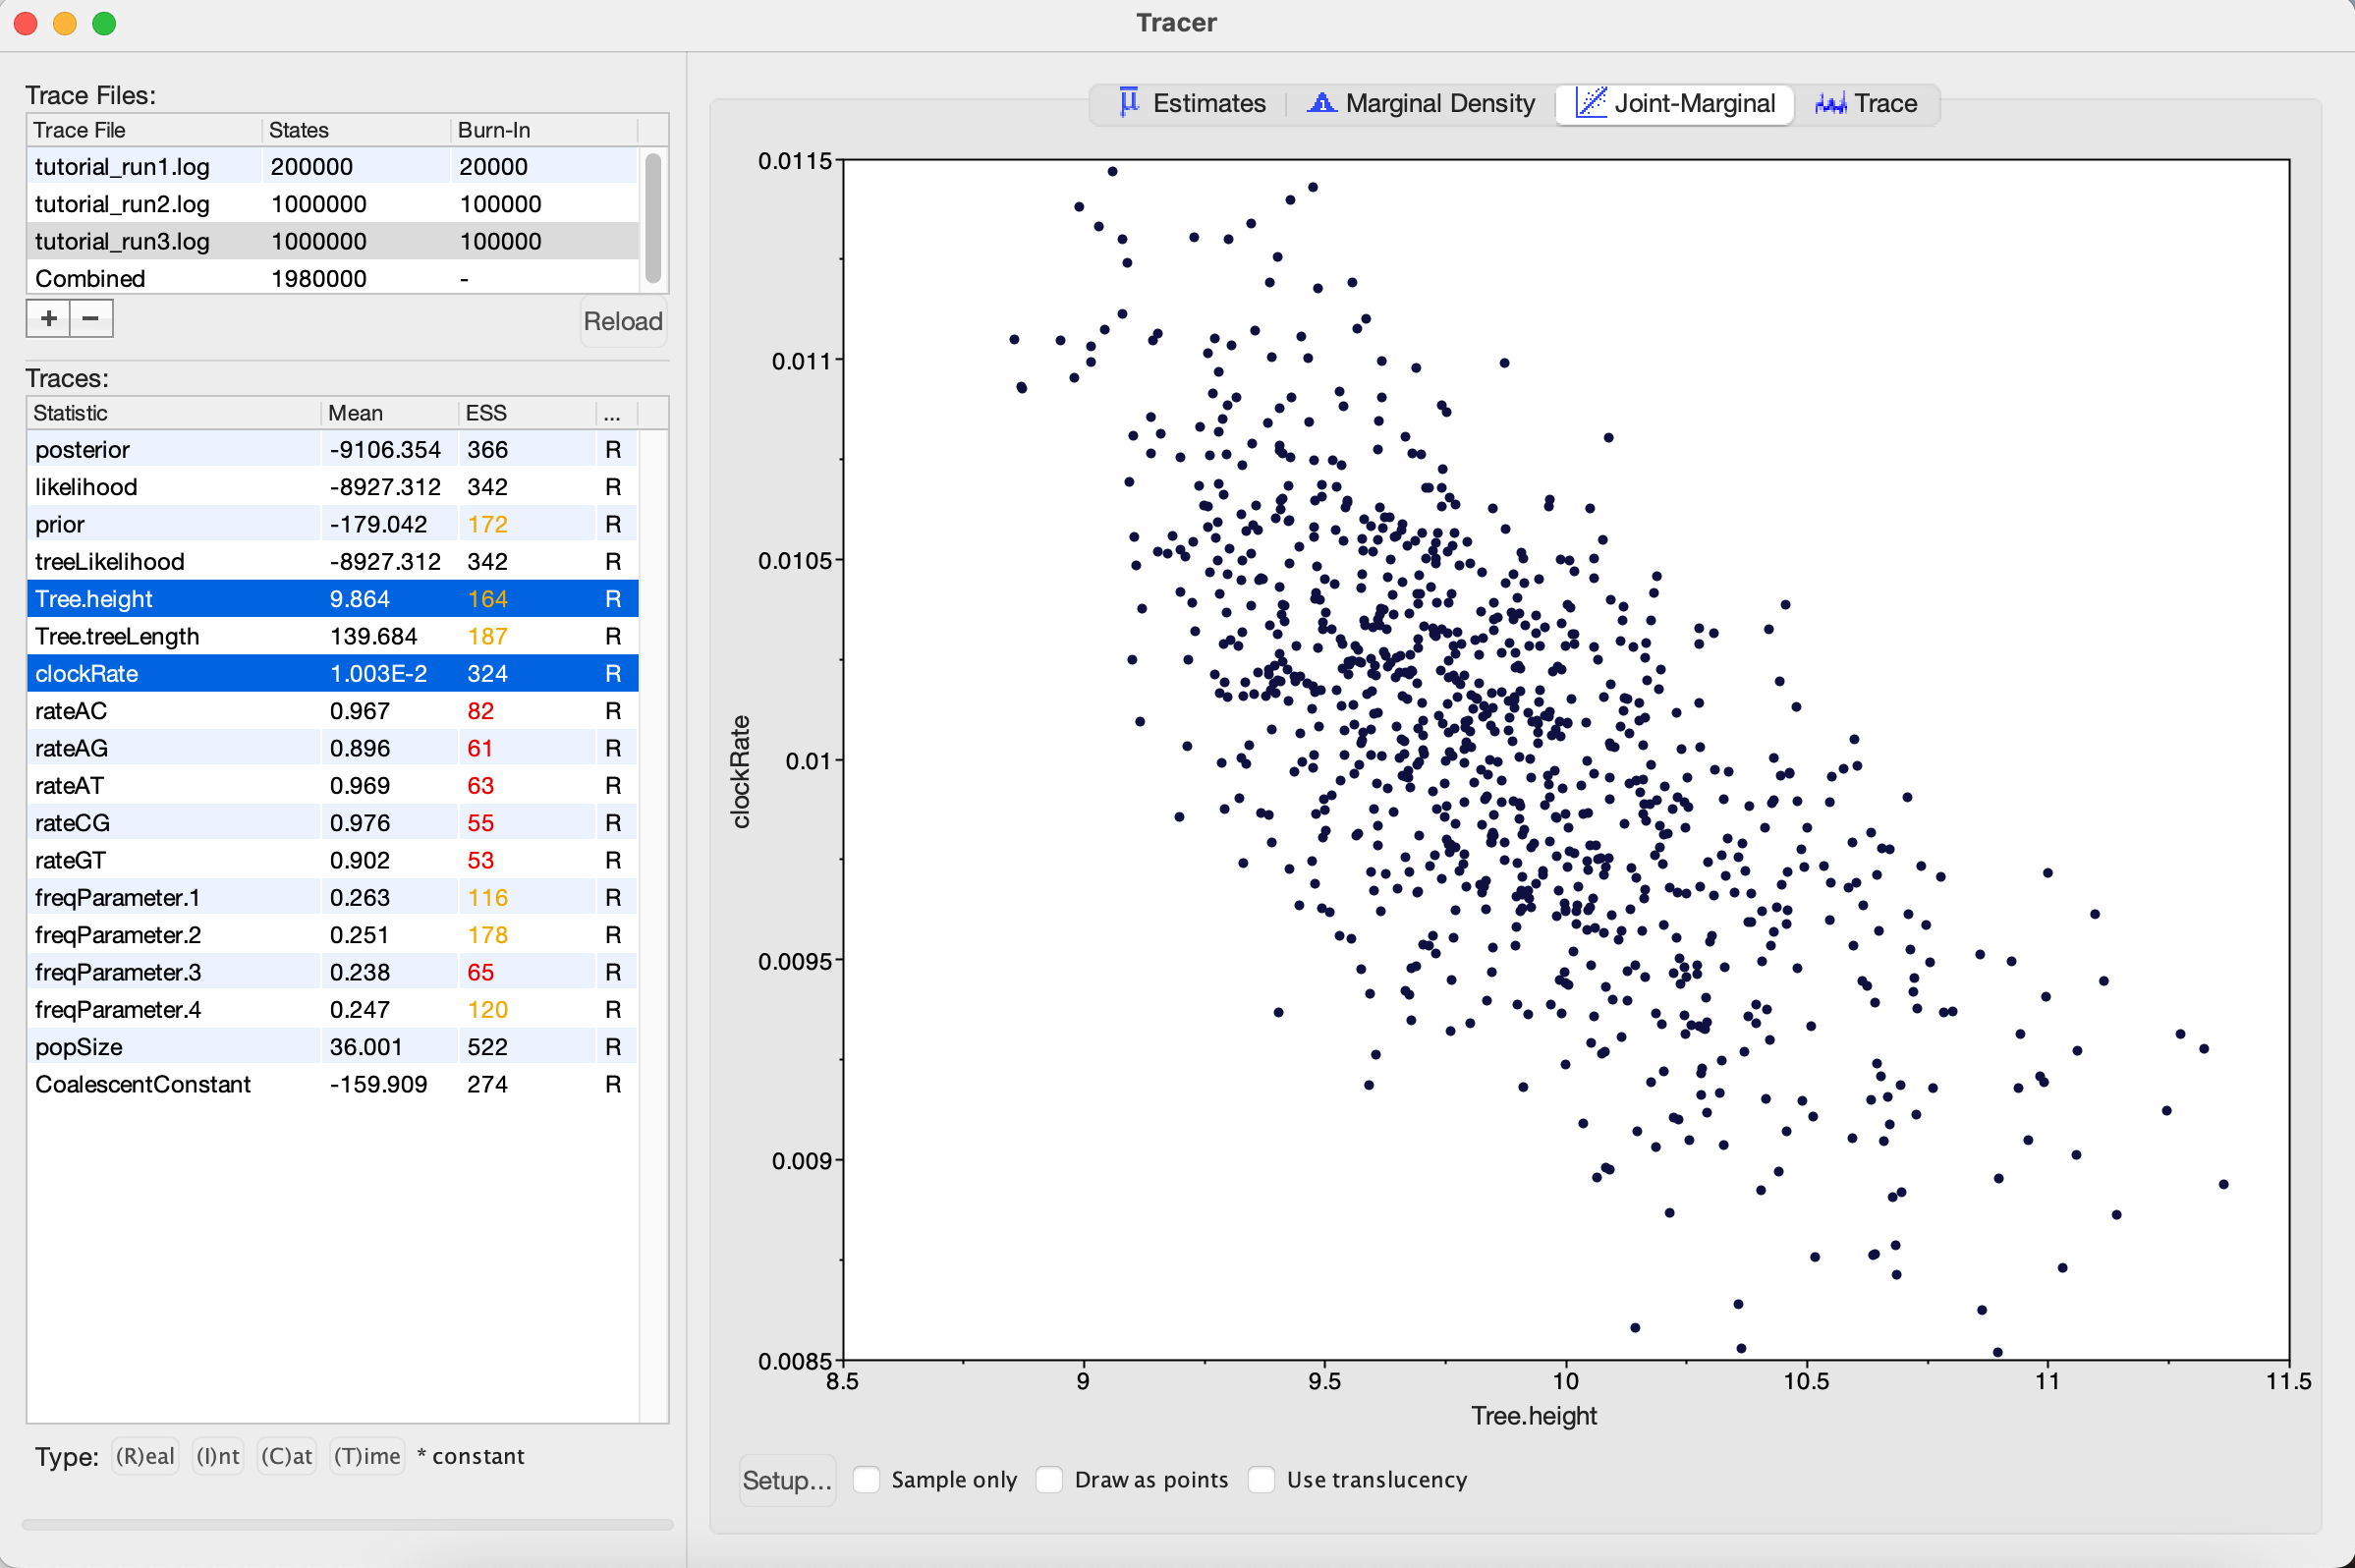 Tracer
Trace Files:
Trace File States Burn-In
tutorial_run1.log 200000 20000
tutorial_run2.log 1000000 100000
tutorial_run3.log 1000000 100000
Combined 1980000 -
+ −
Reload
Traces:
Statistic Mean ESS ...
posterior -9106.354 366 R
likelihood -8927.312 342 R
prior -179.042 172 R
treeLikelihood -8927.312 342 R
Tree.height 9.864 164 R
Tree.treeLength 139.684 187 R
clockRate 1.003E-2 324 R
rateAC 0.967 82 R
rateAG 0.896 61 R
rateAT 0.969 63 R
rateCG 0.976 55 R
rateGT 0.902 53 R
freqParameter.1 0.263 116 R
freqParameter.2 0.251 178 R
freqParameter.3 0.238 65 R
freqParameter.4 0.247 120 R
popSize 36.001 522 R
CoalescentConstant -159.909 274 R
Type: (R)eal (I)nt (C)at (T)ime * constant
Estimates Marginal Density Joint-Marginal Trace
0.0115
0.011
0.0105
0.01
0.0095
0.009
0.0085
clockRate
8.5 9 9.5 10 10.5 11 11.5
Tree.height
Setup... Sample only Draw as points Use translucency